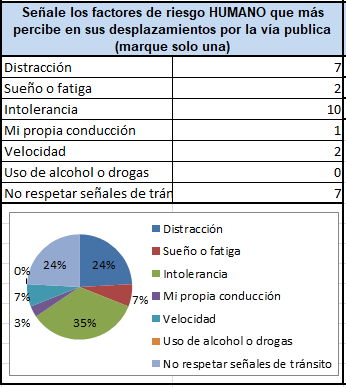 Señale los factores de riesgo HUMANO que más
percibe en sus desplazamientos por la vía publica
(marque solo una)
Distracción 7
Sueño o fatiga 2
Intolerancia 10
Mi propia conducción 1
Velocidad 2
Uso de alcohol o drogas 0
No respetar señales de trán 7
24%
7%
35%
3%
7%
0%
24%
Distracción
Sueño o fatiga
Intolerancia
Mi propia conducción
Velocidad
Uso de alcohol o drogas
No respetar señales de tránsito